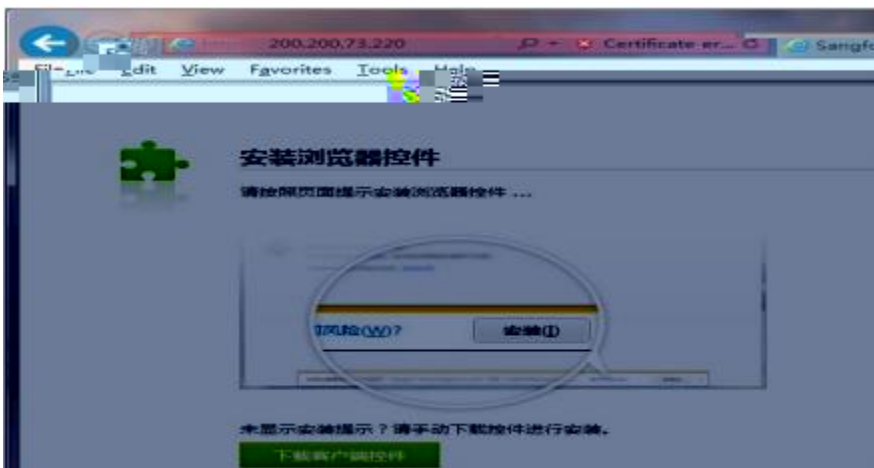 200.200.73.220 Certificate er... Sangfo
Edit View Favorites Tools Help
安装浏览器控件
请按照页面提示安装浏览器控件 ...
风险(W)? 安装(I)
未显示安装提示？请手动下载控件进行安装。
下载客户端控件